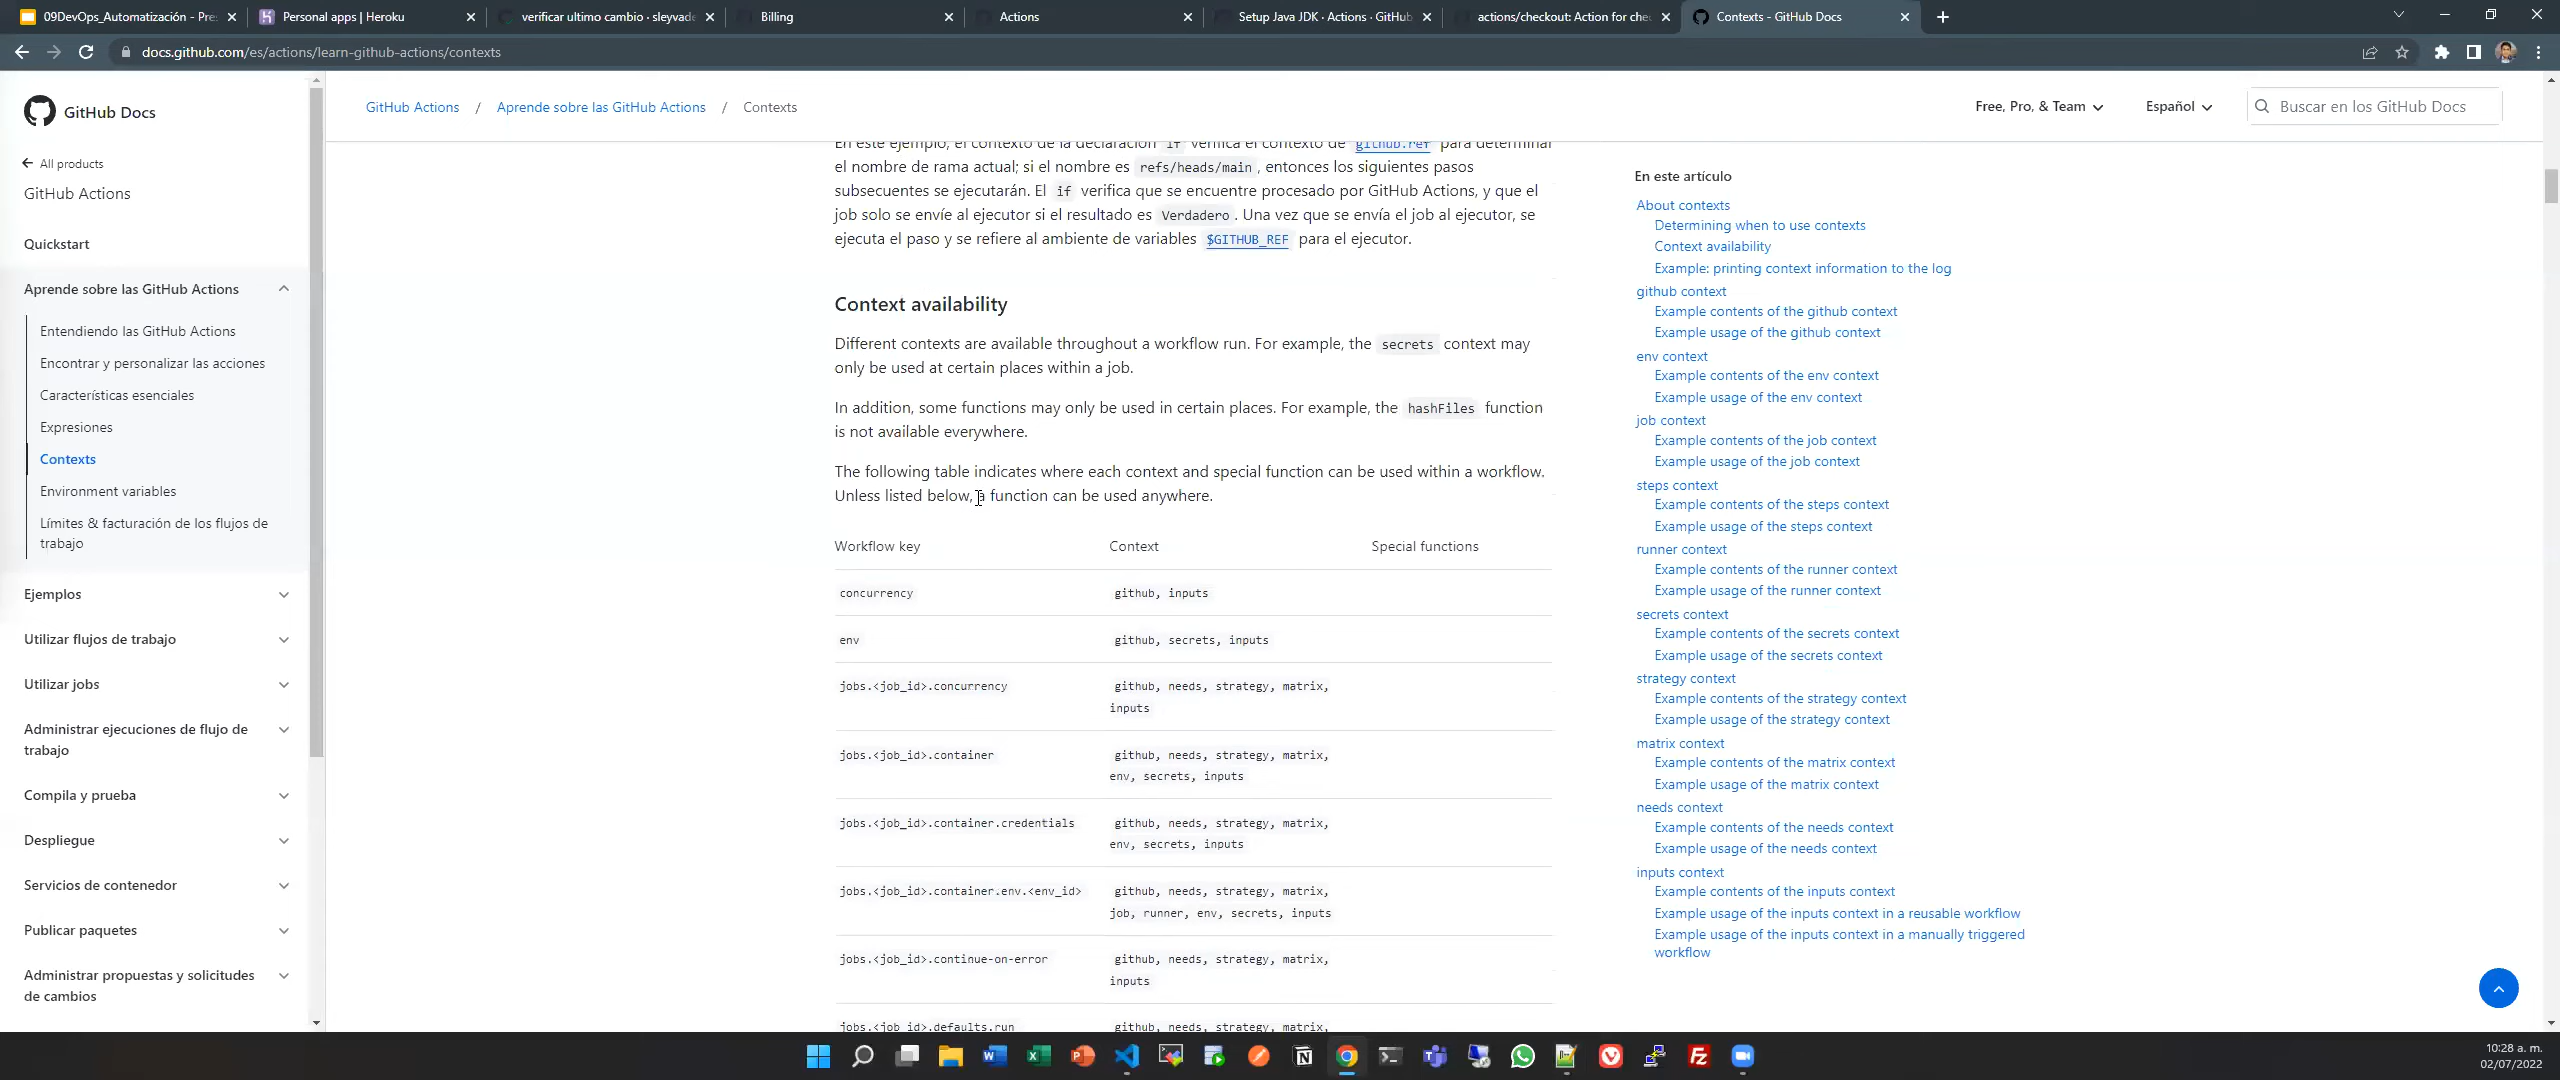 09DevOps_Automatización - Pre:
Personal apps | Heroku
verificar ultimo cambio · sleyvade
Billing
Actions
Setup Java JDK · Actions · GitHub
actions/checkout: Action for che
Contexts - GitHub Docs
docs.github.com/es/actions/learn-github-actions/contexts
GitHub Docs
GitHub Actions / Aprende sobre las GitHub Actions / Contexts
Free, Pro, & Team
Español
Buscar en los GitHub Docs
All products
GitHub Actions
Quickstart
Aprende sobre las GitHub Actions
Entendiendo las GitHub Actions
Encontrar y personalizar las acciones
Características esenciales
Expresiones
Contexts
Environment variables
Límites & facturación de los flujos de
trabajo
Ejemplos
Utilizar flujos de trabajo
Utilizar jobs
Administrar ejecuciones de flujo de
trabajo
Compila y prueba
Despliegue
Servicios de contenedor
Publicar paquetes
Administrar propuestas y solicitudes
de cambios
En este ejemplo, el contexto de la declaración if verifica el contexto de github.ref para determinar
el nombre de rama actual; si el nombre es refs/heads/main , entonces los siguientes pasos
subsecuentes se ejecutarán. El if verifica que se encuentre procesado por GitHub Actions, y que el
job solo se envíe al ejecutor si el resultado es Verdadero . Una vez que se envía el job al ejecutor, se
ejecuta el paso y se refiere al ambiente de variables $GITHUB_REF para el ejecutor.
Context availability
Different contexts are available throughout a workflow run. For example, the secrets context may
only be used at certain places within a job.
In addition, some functions may only be used in certain places. For example, the hashFiles function
is not available everywhere.
The following table indicates where each context and special function can be used within a workflow.
Unless listed below, a function can be used anywhere.
Workflow key Context Special functions
concurrency github, inputs
env github, secrets, inputs
jobs.<job_id>.concurrency github, needs, strategy, matrix,
inputs
jobs.<job_id>.container github, needs, strategy, matrix,
env, secrets, inputs
jobs.<job_id>.container.credentials github, needs, strategy, matrix,
env, secrets, inputs
jobs.<job_id>.container.env.<env_id> github, needs, strategy, matrix,
job, runner, env, secrets, inputs
jobs.<job_id>.continue-on-error github, needs, strategy, matrix,
inputs
jobs.<job_id>.defaults.run github, needs, strategy, matrix,
En este artículo
About contexts
Determining when to use contexts
Context availability
Example: printing context information to the log
github context
Example contents of the github context
Example usage of the github context
env context
Example contents of the env context
Example usage of the env context
job context
Example contents of the job context
Example usage of the job context
steps context
Example contents of the steps context
Example usage of the steps context
runner context
Example contents of the runner context
Example usage of the runner context
secrets context
Example contents of the secrets context
Example usage of the secrets context
strategy context
Example contents of the strategy context
Example usage of the strategy context
matrix context
Example contents of the matrix context
Example usage of the matrix context
needs context
Example contents of the needs context
Example usage of the needs context
inputs context
Example contents of the inputs context
Example usage of the inputs context in a reusable workflow
Example usage of the inputs context in a manually triggered
workflow
10:28 a. m.
02/07/2022